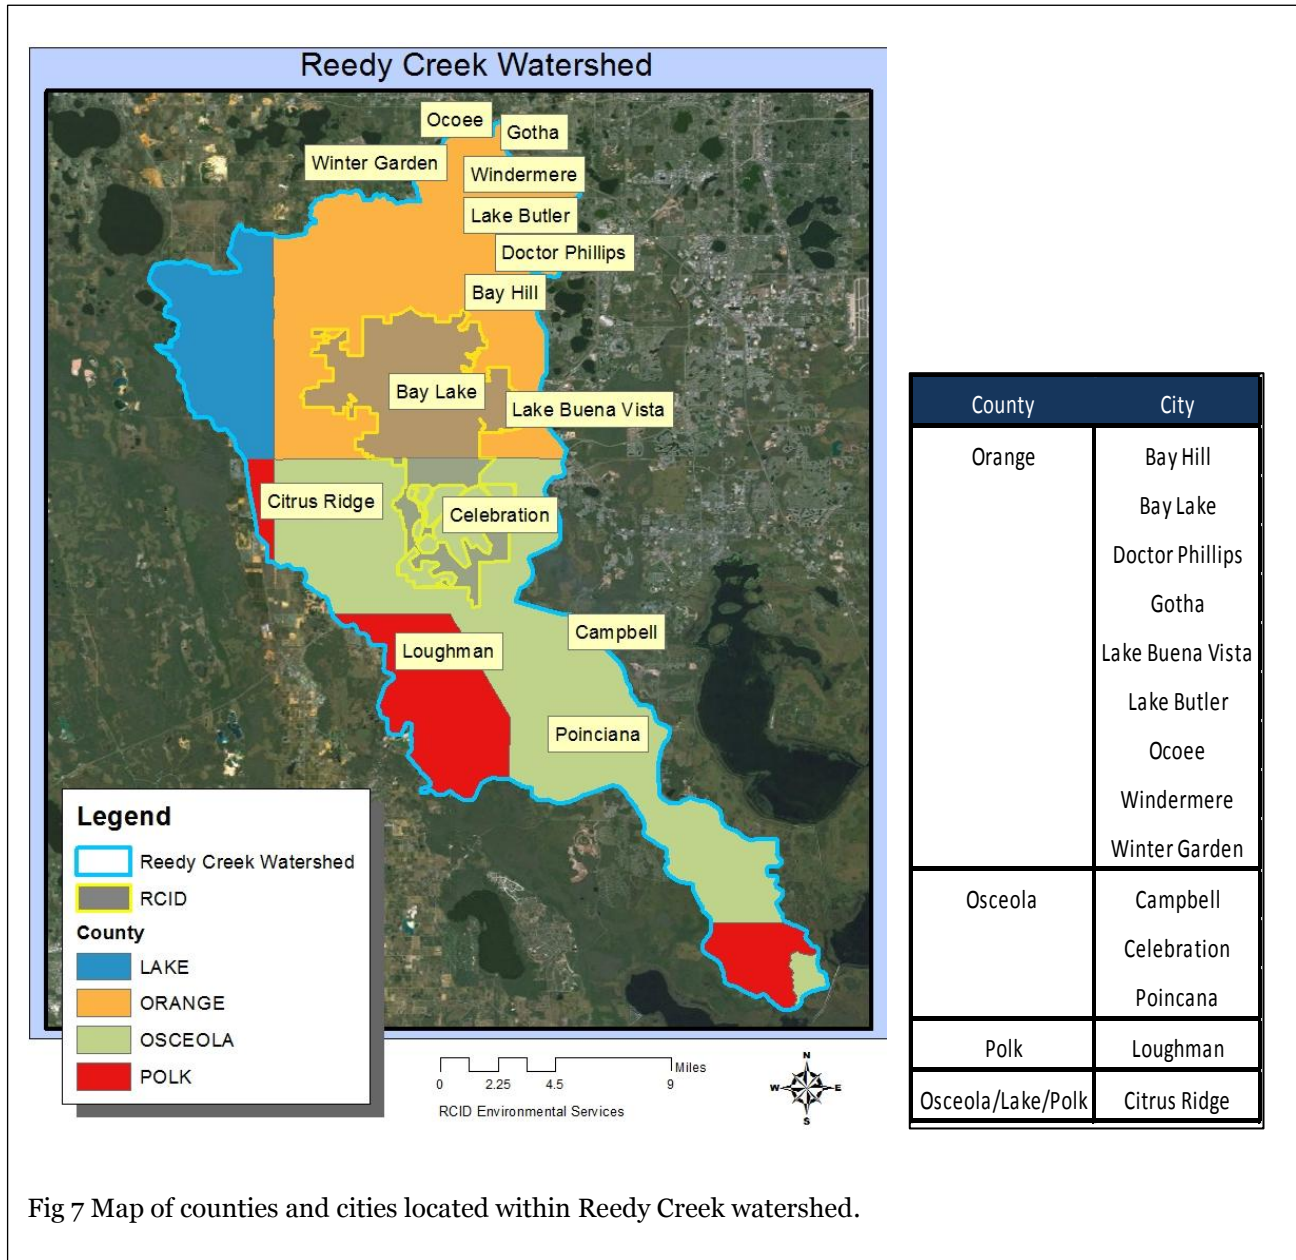 Reedy Creek Watershed
Ocoee
Gotha
Winter Garden
Windermere
Lake Butler
Doctor Phillips
Bay Hill
Bay Lake
Lake Buena Vista
Citrus Ridge
Celebration
Campbell
Loughman
Poinciana
Legend
Reedy Creek Watershed
RCID
County
LAKE
ORANGE
OSCEOLA
POLK
0 2.25 4.5 9 Miles
RCID Environmental Services
N
W E
S
County City
Orange Bay Hill
Bay Lake
Doctor Phillips
Gotha
Lake Buena Vista
Lake Butler
Ocoee
Windermere
Winter Garden
Osceola Campbell
Celebration
Poincana
Polk Loughman
Osceola/Lake/Polk Citrus Ridge
Fig 7 Map of counties and cities located within Reedy Creek watershed.